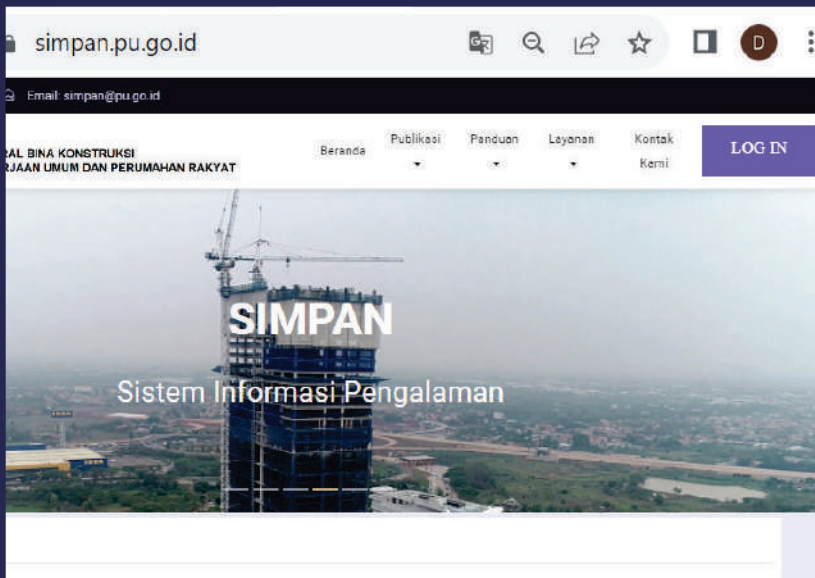 simpan.pu.go.id
D
Email: simpan@pu.go.id
RAL BINA KONSTRUKSI
RJAAN UMUM DAN PERUMAHAN RAKYAT
Beranda
Publikasi
Panduan
Layanan
Kontak
Kami
LOG IN
SIMPAN
Sistem Informasi Pengalaman